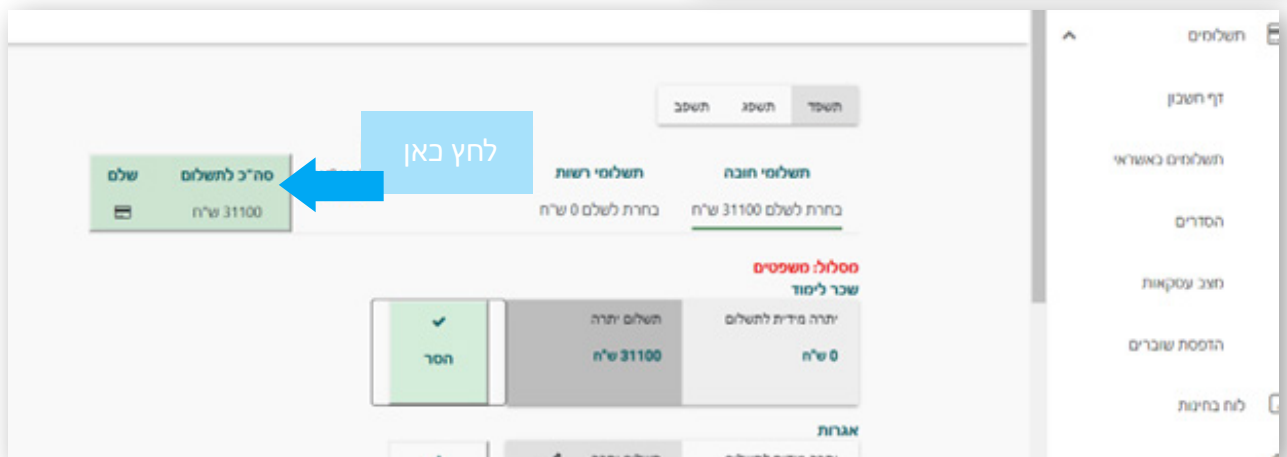 תשלומים
דף חשבון
תשלומים באשראי
הסדרים
מצב עסקאות
הדפסת שוברים
לוח בחינות
תשפד תשפג תשפב
תשלומי חובה
בחרת לשלם 31100 ש"ח
תשלומי רשות
בחרת לשלם 0 ש"ח
לחץ כאן
סה"כ לתשלום
31100 ש"ח
שלם
מסלול: משפטים
שכר לימוד
יתרה מידית לתשלום
0 ש"ח
תשלום יתרה
31100 ש"ח
הסר
אגרות